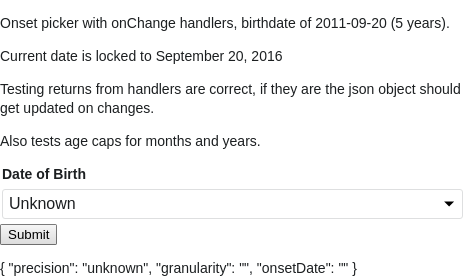 Onset picker with onChange handlers, birthdate of 2011-09-20 (5 years).
Current date is locked to September 20, 2016
Testing returns from handlers are correct, if they are the json object should
get updated on changes.
Also tests age caps for months and years.
Date of Birth
Unknown
Submit
{ "precision": "unknown", "granularity": "", "onsetDate": "" }